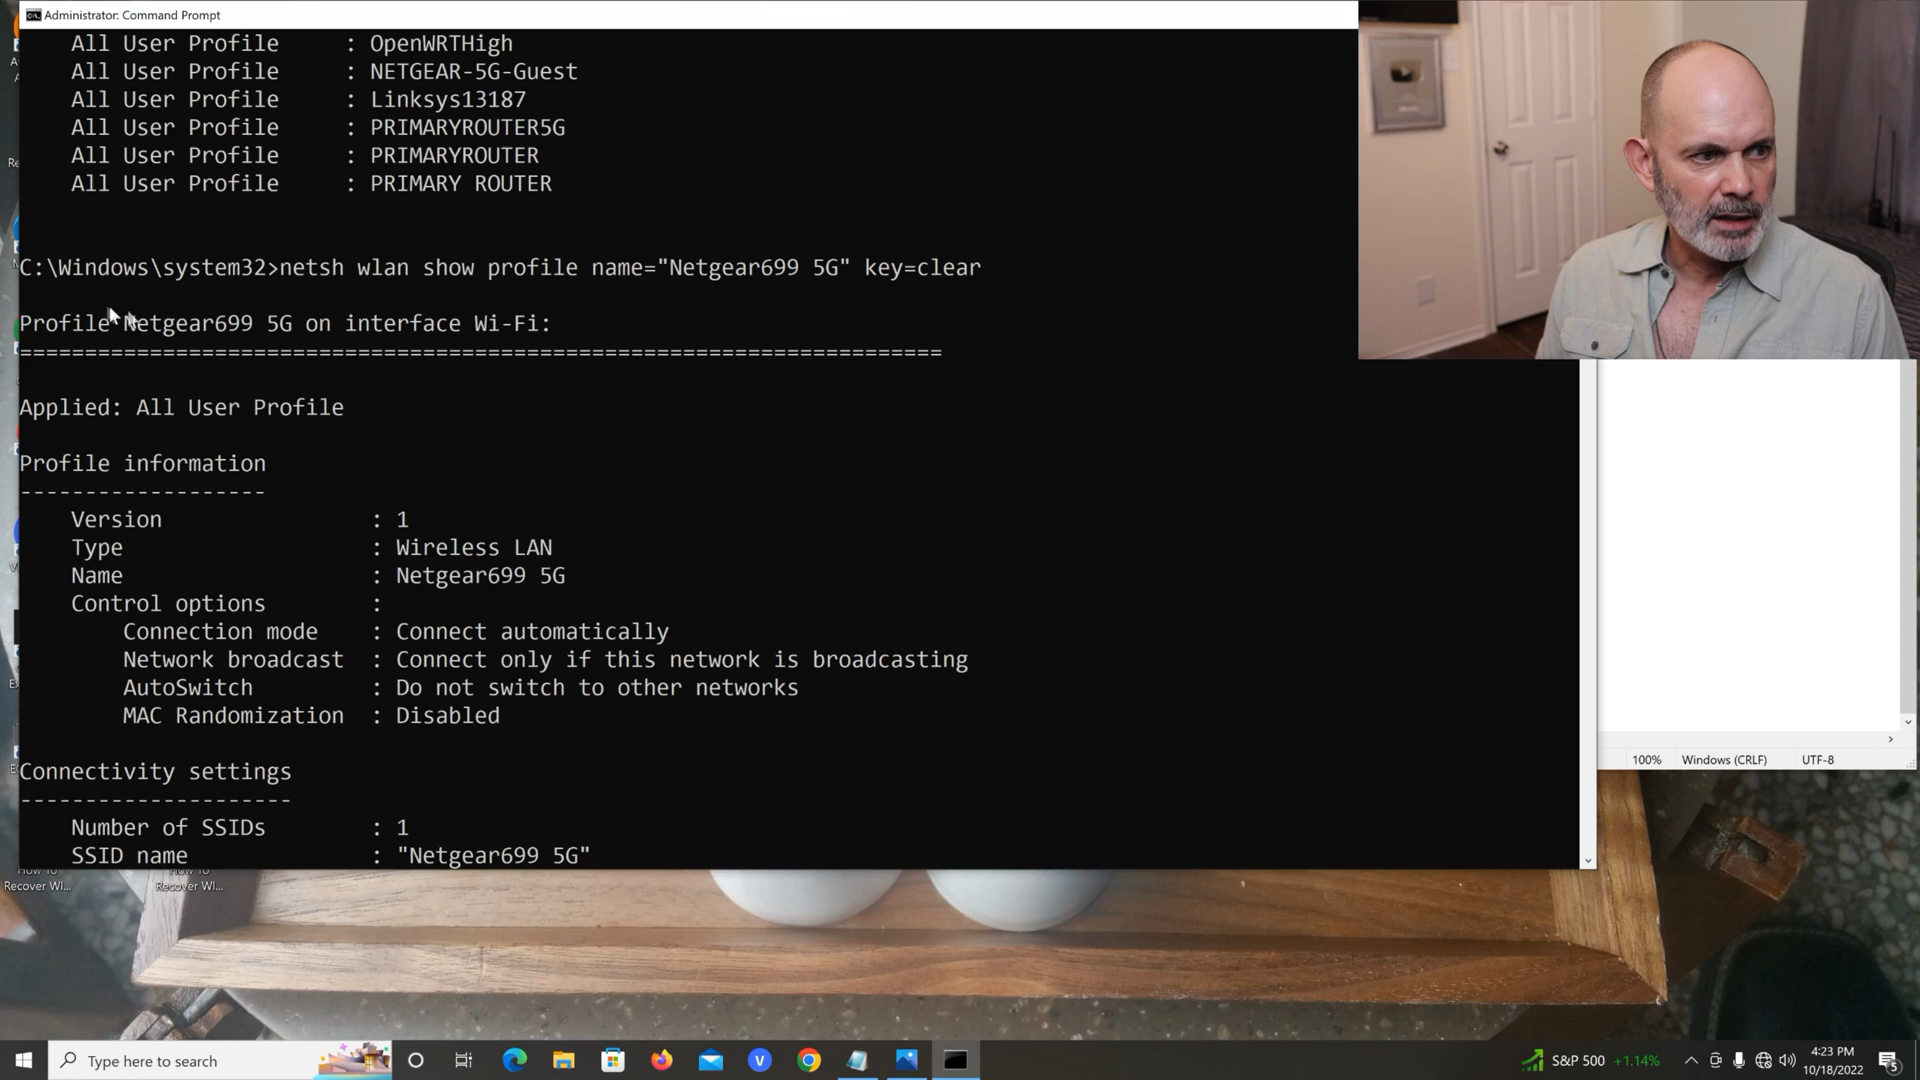 Administrator: Command Prompt
All User Profile : OpenWRTHigh
All User Profile : NETGEAR-5G-Guest
All User Profile : Linksys13187
All User Profile : PRIMARYROUTER5G
All User Profile : PRIMARYROUTER
All User Profile : PRIMARY ROUTER
C:\Windows\system32>netsh wlan show profile name="Netgear699 5G" key=clear
Profile Netgear699 5G on interface Wi-Fi:
=======================================================================
Applied: All User Profile
Profile information
-------------------
Version : 1
Type : Wireless LAN
Name : Netgear699 5G
Control options :
Connection mode : Connect automatically
Network broadcast : Connect only if this network is broadcasting
AutoSwitch : Do not switch to other networks
MAC Randomization : Disabled
Connectivity settings
---------------------
Number of SSIDs : 1
SSID name : "Netgear699 5G"
100% Windows (CRLF) UTF-8
How To
Recover WI...
How To
Recover WI...
Type here to search
S&P 500 +1.14%
4:23 PM
10/18/2022
5